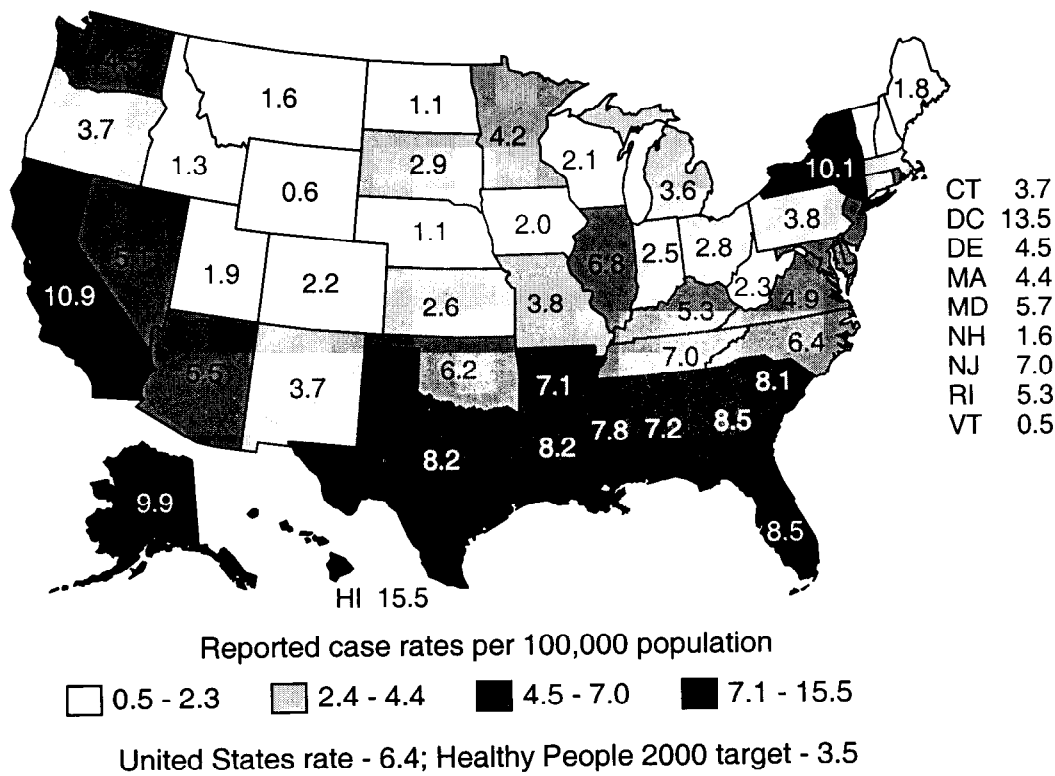 1.6
1.1
4.2
1.8
3.7
1.3
2.9
2.1
3.6
10.1
0.6
3.8
1.1
2.0
1.9
2.2
6.8
2.5
2.8
2.3
4.9
10.9
2.6
3.8
5.3
5.5
3.7
6.2
7.0
6.4
7.1
8.1
8.2
8.2
7.8
7.2
8.5
9.9
8.5
HI 15.5
CT 3.7
DC 13.5
DE 4.5
MA 4.4
MD 5.7
NH 1.6
NJ 7.0
RI 5.3
VT 0.5
Reported case rates per 100,000 population
0.5 - 2.3
2.4 - 4.4
4.5 - 7.0
7.1 - 15.5
United States rate - 6.4; Healthy People 2000 target - 3.5